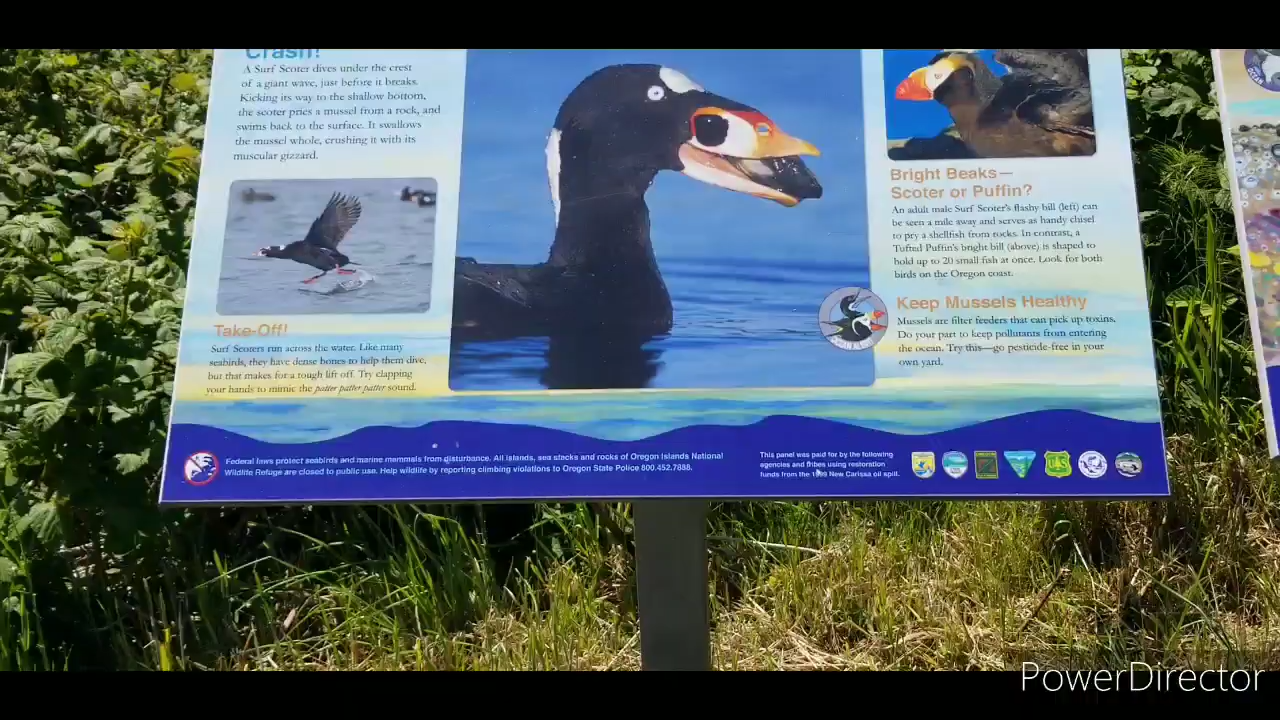 Crash!
A Surf Scoter dives under the crest
of a giant wave, just before it breaks.
Kicking its way to the shallow bottom,
the scoter pries a mussel from a rock, and
swims back to the surface. It swallows
the mussel whole, crushing it with its
muscular gizzard.
Take-Off!
Surf Scoters run across the water. Like many
seabirds, they have dense bones to help them dive,
but that makes for a tough lift off. Try clapping
your hands to mimic the patter patter patter sound.
Bright Beaks—
Scoter or Puffin?
An adult male Surf Scoter's flashy bill (left) can
be seen a mile away and serves as handy chisel
to pry a shellfish from rocks. In contrast, a
Tufted Puffin's bright bill (above) is shaped to
hold up to 20 small fish at once. Look for both
birds on the Oregon coast.
Keep Mussels Healthy
Mussels are filter feeders that can pick up toxins.
Do your part to keep pollutants from entering
the ocean. Try this—go pesticide-free in your
own yard.
Federal laws protect seabirds and marine mammals from disturbance. All islands, sea stacks and rocks of Oregon Islands National
Wildlife Refuge are closed to public use. Help wildlife by reporting climbing violations to Oregon State Police 800.452.7888.
This panel was paid for by the following
agencies and tribes using restoration
funds from the 1999 New Carissa oil spill.
PowerDirector